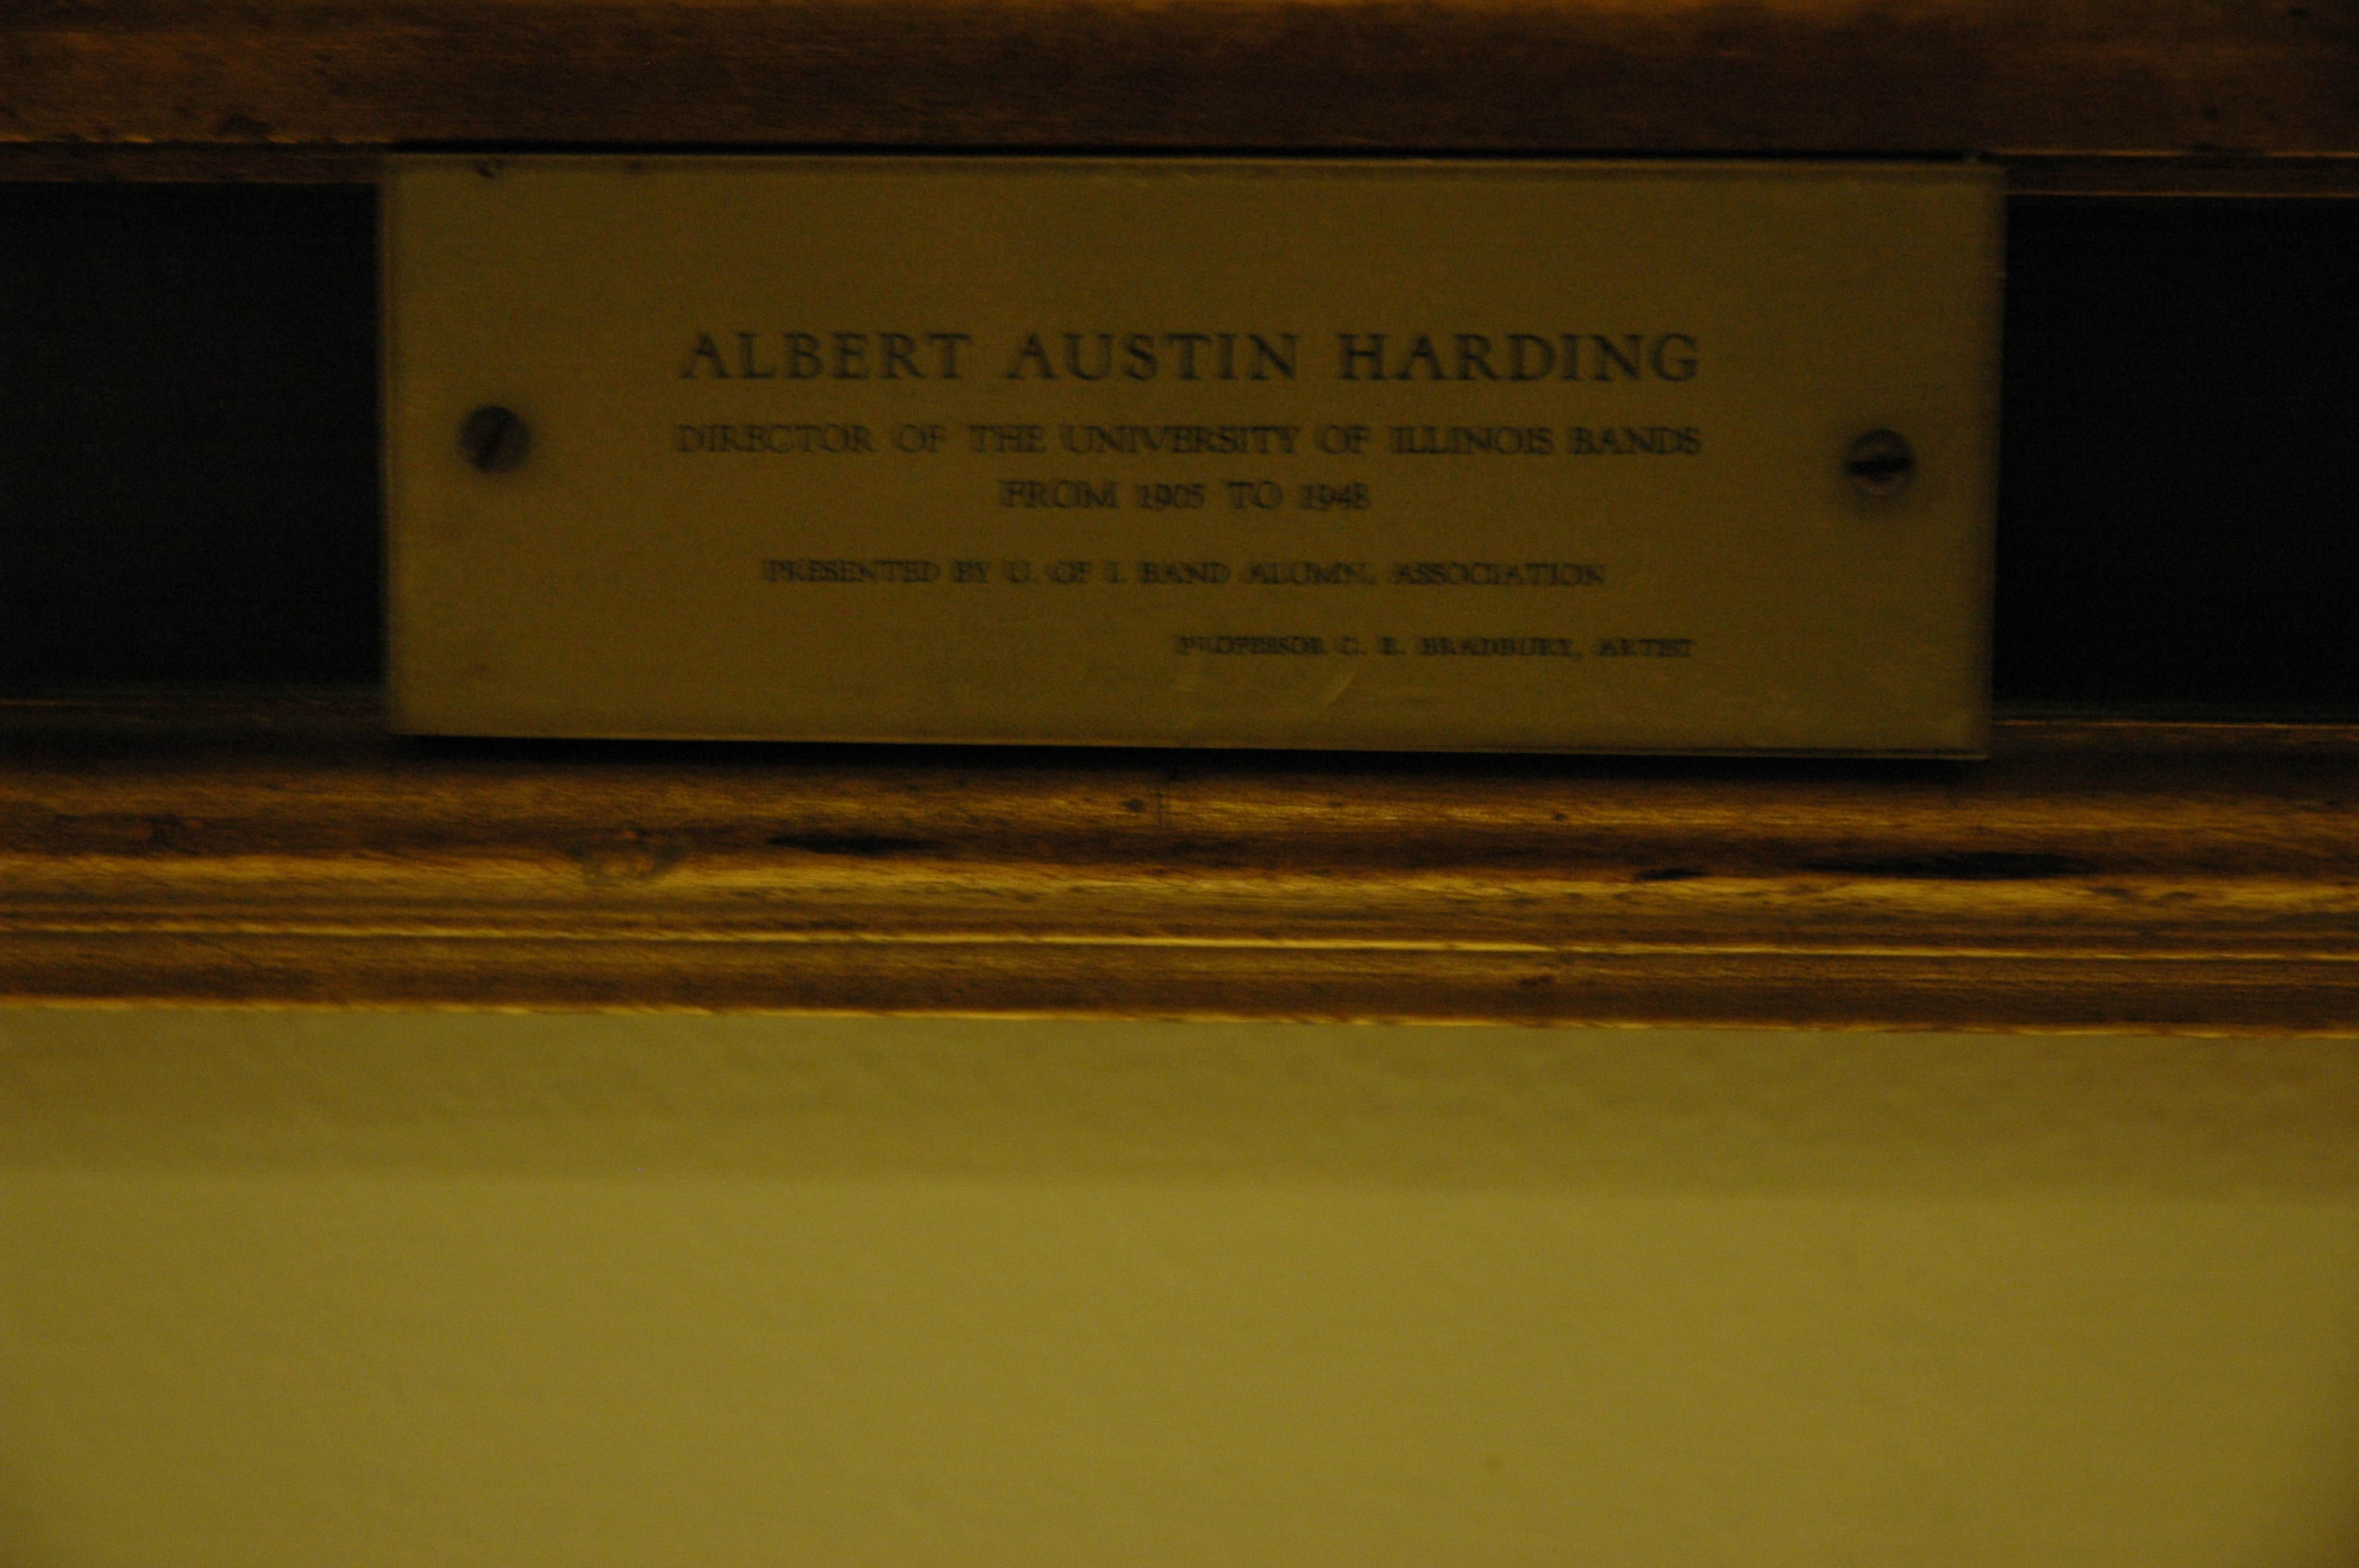 ALBERT AUSTIN HARDING
DIRECTOR OF THE UNIVERSITY OF ILLINOIS BANDS
FROM 1905 TO 1948
PRESENTED BY U. OF I. BAND ALUMNI ASSOCIATION
PROFESSOR C. E. BRADBURY, ARTIST